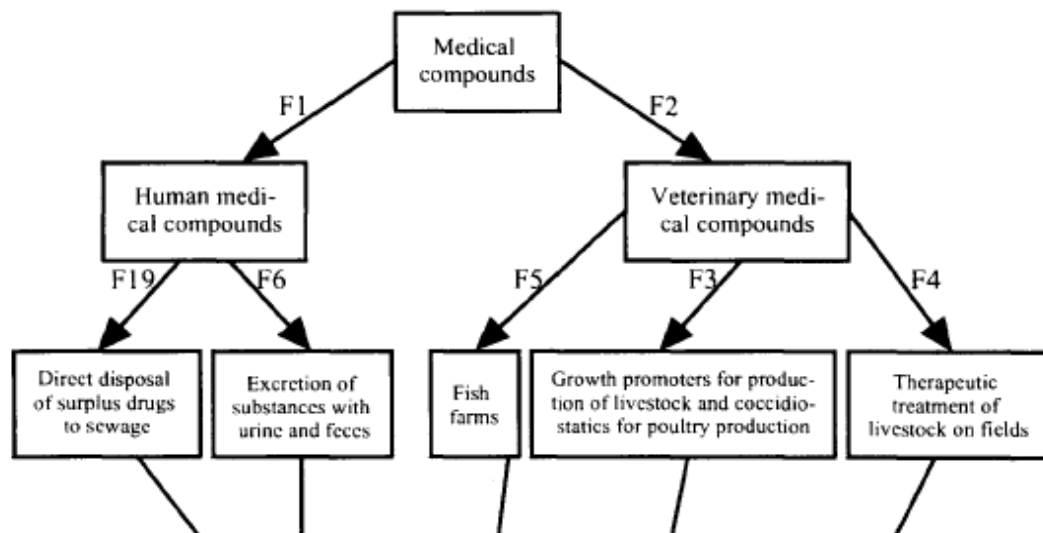 Medical
compounds
F1
F2
Human medi-
cal compounds
Veterinary medi-
cal compounds
F19
F6
F5
F3
F4
Direct disposal
of surplus drugs
to sewage
Excretion of
substances with
urine and feces
Fish
farms
Growth promoters for produc-
tion of livestock and coccidio-
statics for poultry production
Therapeutic
treatment of
livestock on fields